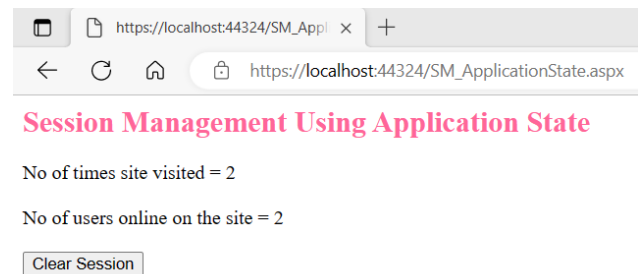 https://localhost:44324/SM_Appl
https://localhost:44324/SM_ApplicationState.aspx
Session Management Using Application State
No of times site visited = 2
No of users online on the site = 2
Clear Session